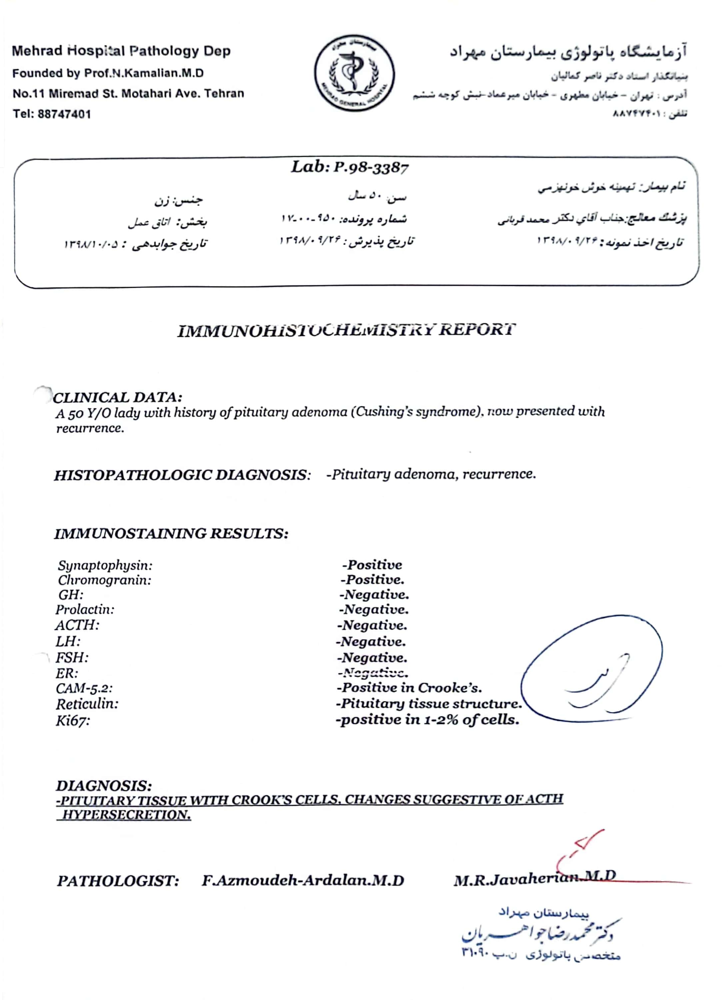 Mehrad Hospital Pathology Dep
Founded by Prof.N.Kamalian.M.D
No.11 Miremad St. Motahari Ave. Tehran
Tel: 88747401
بیمارستان مهراد
MEHRAD GENERAL HOSPITAL
آزمایشگاه پاتولوژی بیمارستان مهراد
بنیانگذار استاد دکتر ناصر کمالیان
آدرس : تهران - خیابان مطهری - خیابان میرعماد-نبش کوچه ششم
تلفن : ۸۸۷۴۷۴۰۱
Lab: P.98-3387
نام بیمار: تهمینه خوش خونهزمی
سن: ۵۰ سال
جنس: زن
پزشك معالج:جناب آقاي دکتر محمد قربانی
شماره پرونده: ۹۵۰-۰۰-۱۷
بخش: اتاق عمل
تاریخ اخذ نمونه: ۱۳۹۸/۰۹/۲۶
تاریخ پذیرش: ۱۳۹۸/۰۹/۲۶
تاریخ جوابدهی : ۱۳۹۸/۱۰/۰۵
IMMUNOHISTOCHEMISTRY REPORT
CLINICAL DATA:
A 50 Y/O lady with history of pituitary adenoma (Cushing's syndrome), now presented with
recurrence.
HISTOPATHOLOGIC DIAGNOSIS: -Pituitary adenoma, recurrence.
IMMUNOSTAINING RESULTS:
Synaptophysin: -Positive
Chromogranin: -Positive.
GH: -Negative.
Prolactin: -Negative.
ACTH: -Negative.
LH: -Negative.
FSH: -Negative.
ER: -Negative.
CAM-5.2: -Positive in Crooke's.
Reticulin: -Pituitary tissue structure.
Ki67: -positive in 1-2% of cells.
DIAGNOSIS:
-PITUITARY TISSUE WITH CROOK'S CELLS, CHANGES SUGGESTIVE OF ACTH
HYPERSECRETION.
PATHOLOGIST: F.Azmoudeh-Ardalan.M.D M.R.Javaherian.M.D
بیمارستان مهراد
دکتر محمدرضا جواهریان
متخصص پاتولوژی ن.پ ۳۱۰۹۰